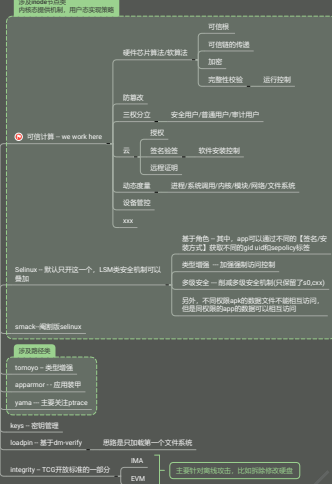 涉及inode节点类
内核态提供机制，用户态实现策略
可信计算 – we work here
硬件芯片算法/软算法
可信根
可信链的传递
加密
完整性校验
运行控制
防篡改
三权分立
安全用户/普通用户/审计用户
云
授权
签名验签
软件安装控制
远程证明
动态度量
进程/系统调用/内核/模块/网络/文件系统
设备管控
xxx
Selinux – 默认只开这一个，LSM类安全机制可以
叠加
基于角色 – 其中，app可以通过不同的【签名/安
装方式】获取不同的gid uid和sepolicy标签
类型增强 — 加强强制访问控制
多级安全 — 削减多级安全机制(只保留了s0,cxx)
另外，不同权限apk的数据文件不能相互访问，
但是同权限的app的数据可以相互访问
smack–阉割版selinux
涉及路径类
tomoyo – 类型增强
apparmor -- 应用装甲
yama –- 主要关注ptrace
keys – 密钥管理
loadpin – 基于dm-verify
思路是只加载第一个文件系统
integrity – TCG开放标准的一部分
IMA
EVM
主要针对离线攻击，比如拆除修改硬盘